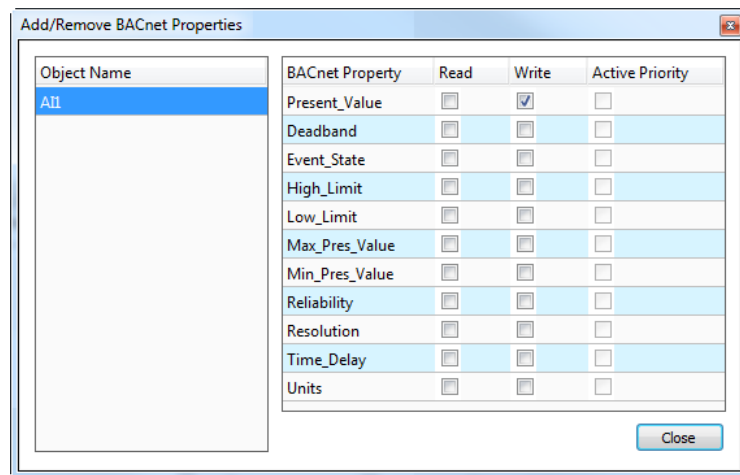 Add/Remove BACnet Properties
Object Name
AI1
BACnet Property Read Write Active Priority
Present_Value
Deadband
Event_State
High_Limit
Low_Limit
Max_Pres_Value
Min_Pres_Value
Reliability
Resolution
Time_Delay
Units
Close